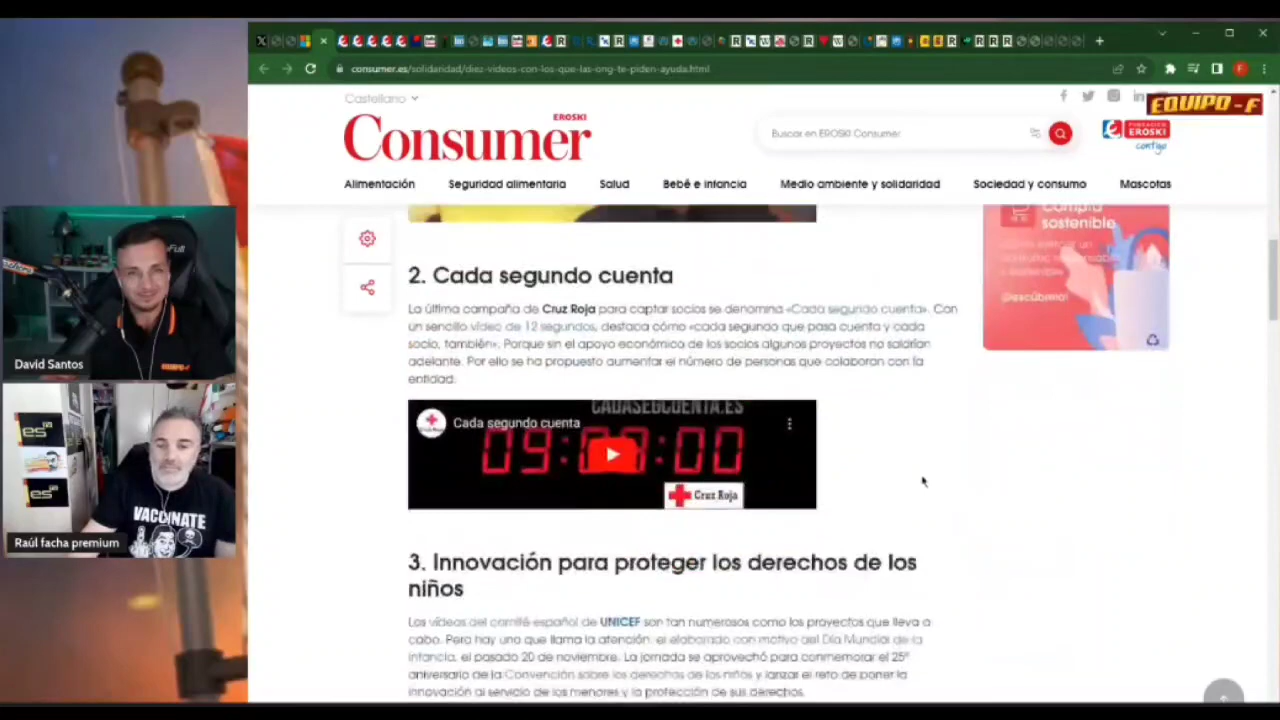 consumer.es/solidaridad/diez-videos-con-los-que-las-ong-te-piden-ayuda.html
Castellano
EQUIPO-F
EROSKI
Consumer
Buscar en EROSKI Consumer
FUNDACIÓN
EROSKI
contigo
Alimentación Seguridad alimentaria Salud Bebé e infancia Medio ambiente y solidaridad Sociedad y consumo Mascotas
Compra
sostenible
¡Descúbrelo!
2. Cada segundo cuenta
La última campaña de Cruz Roja para captar socios se denomina «Cada segundo cuenta». Con
un sencillo vídeo de 12 segundos, destaca cómo «cada segundo que pasa cuenta y cada
socio, también». Porque sin el apoyo económico de los socios algunos proyectos no saldrían
adelante. Por ello se ha propuesto aumentar el número de personas que colaboran con la
entidad.
CADASEGCUENTA.ES
Cada segundo cuenta
Cruz Roja
3. Innovación para proteger los derechos de los
niños
Los vídeos del comité español de UNICEF son tan numerosos como los proyectos que lleva a
cabo. Pero hay uno que llama la atención: el elaborado con motivo del Día Mundial de la
Infancia, el pasado 20 de noviembre. La jornada se aprovechó para conmemorar el 25º
aniversario de la Convención sobre los derechos de los niños y lanzar el reto de poner la
innovación al servicio de los menores y la protección de sus derechos.
David Santos
es
es
VACCINATE
Raúl facha premium